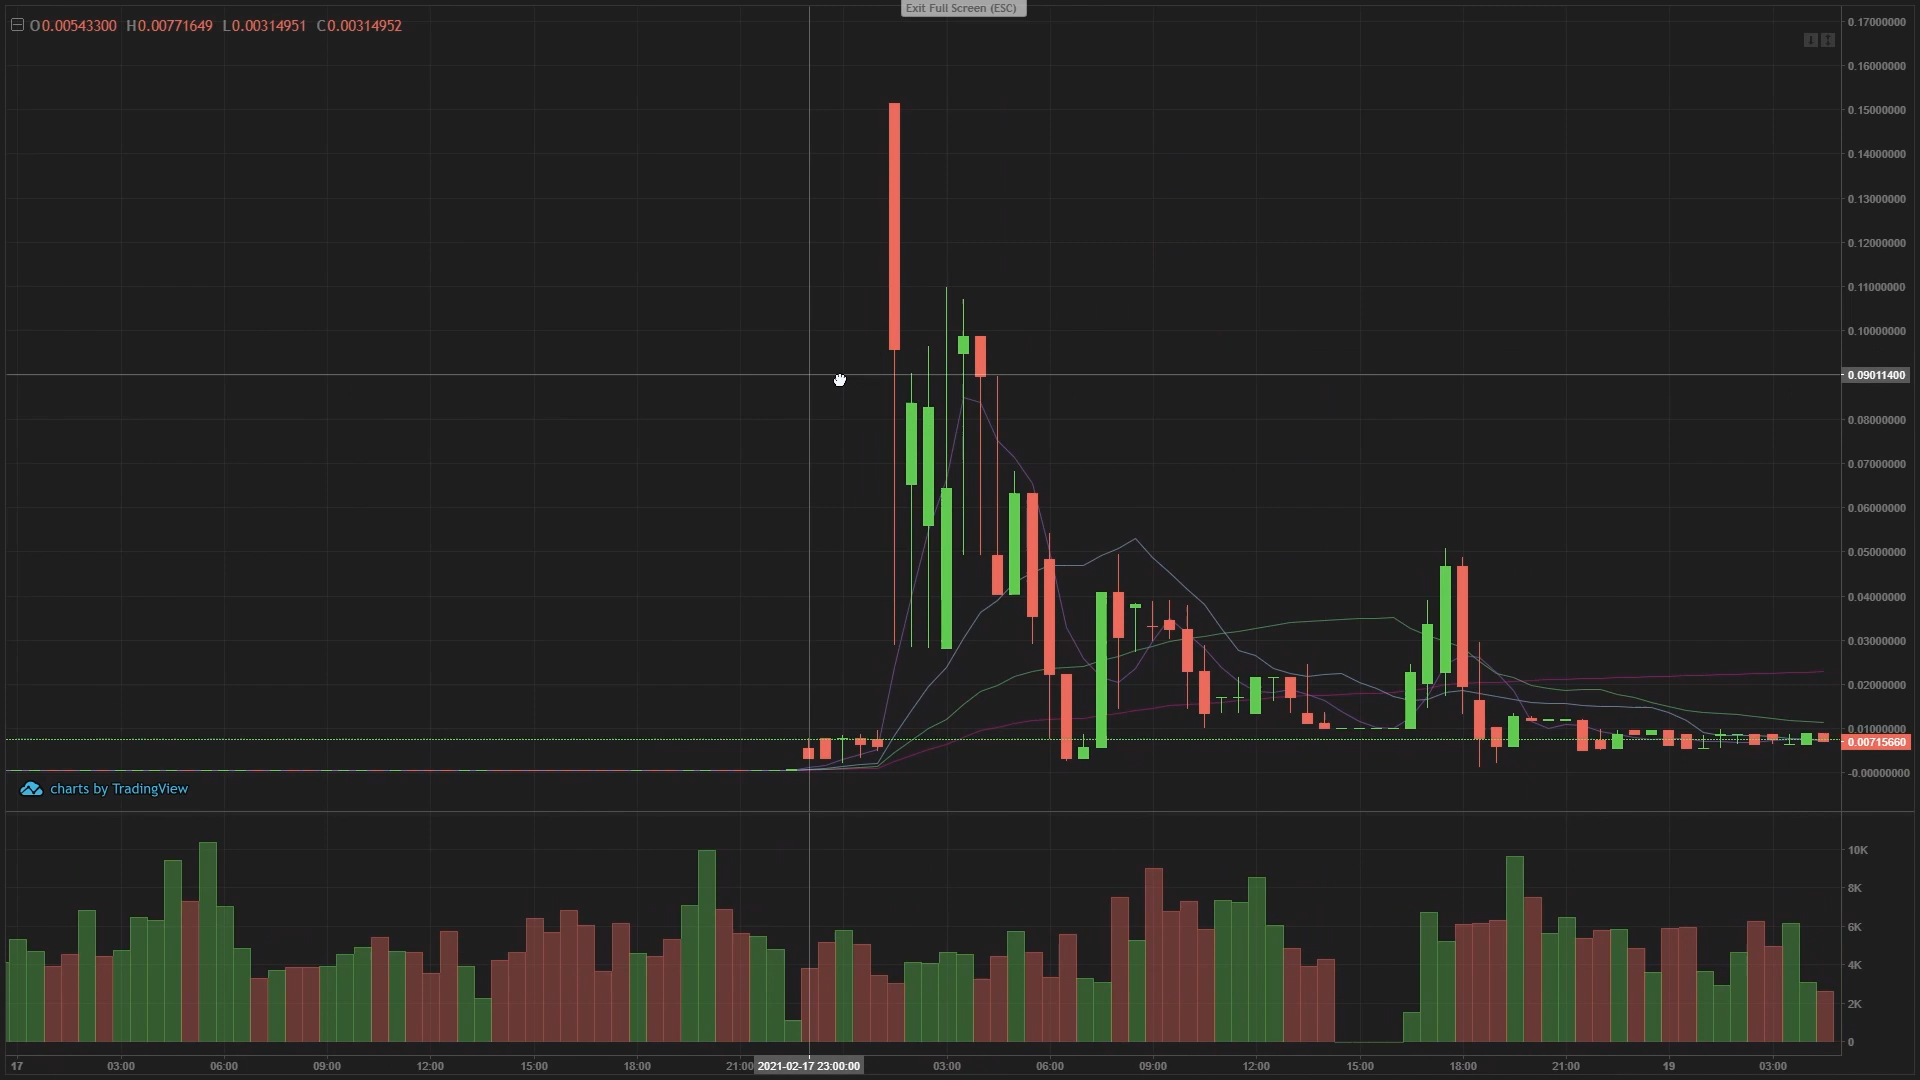 Exit Full Screen (ESC)
O0.00543300 H0.00771649 L0.00314951 C0.00314952
0.17000000
0.16000000
0.15000000
0.14000000
0.13000000
0.12000000
0.11000000
0.10000000
0.09011400
0.08000000
0.07000000
0.06000000
0.05000000
0.04000000
0.03000000
0.02000000
0.01000000
0.00715660
-0.00000000
charts by TradingView
10K
8K
6K
4K
2K
0
17 03:00 06:00 09:00 12:00 15:00 18:00 21:00 2021-02-17 23:00:00 03:00 06:00 09:00 12:00 15:00 18:00 21:00 19 03:00